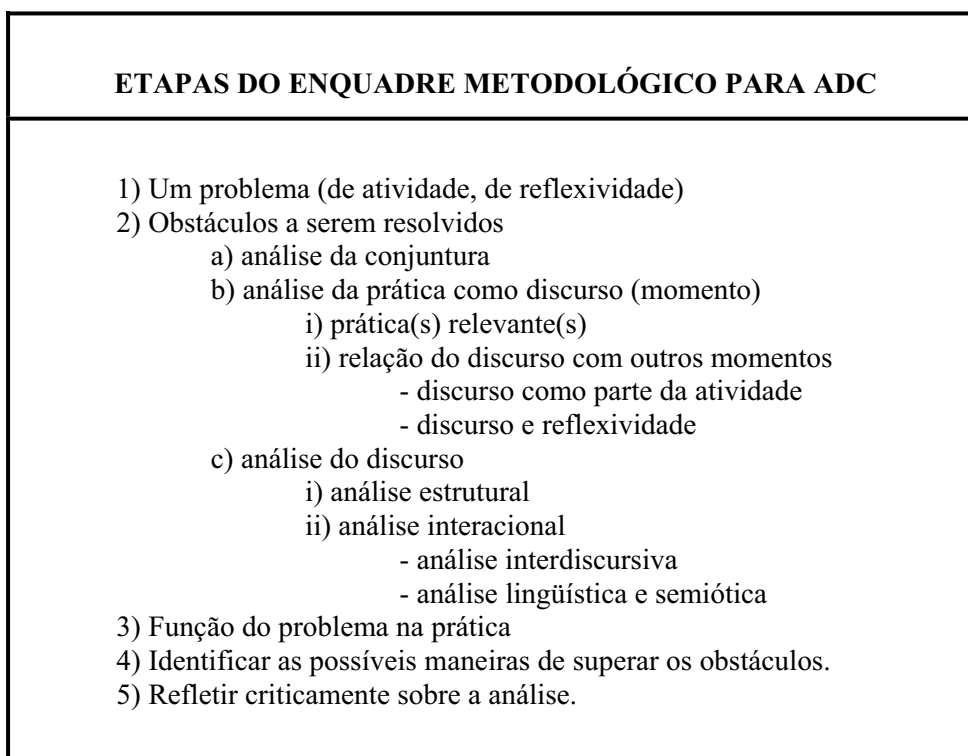 ETAPAS DO ENQUADRE METODOLÓGICO PARA ADC
1) Um problema (de atividade, de reflexividade)
2) Obstáculos a serem resolvidos
a) análise da conjuntura
b) análise da prática como discurso (momento)
i) prática(s) relevante(s)
ii) relação do discurso com outros momentos
- discurso como parte da atividade
- discurso e reflexividade
c) análise do discurso
i) análise estrutural
ii) análise interacional
- análise interdiscursiva
- análise lingüística e semiótica
3) Função do problema na prática
4) Identificar as possíveis maneiras de superar os obstáculos.
5) Refletir criticamente sobre a análise.